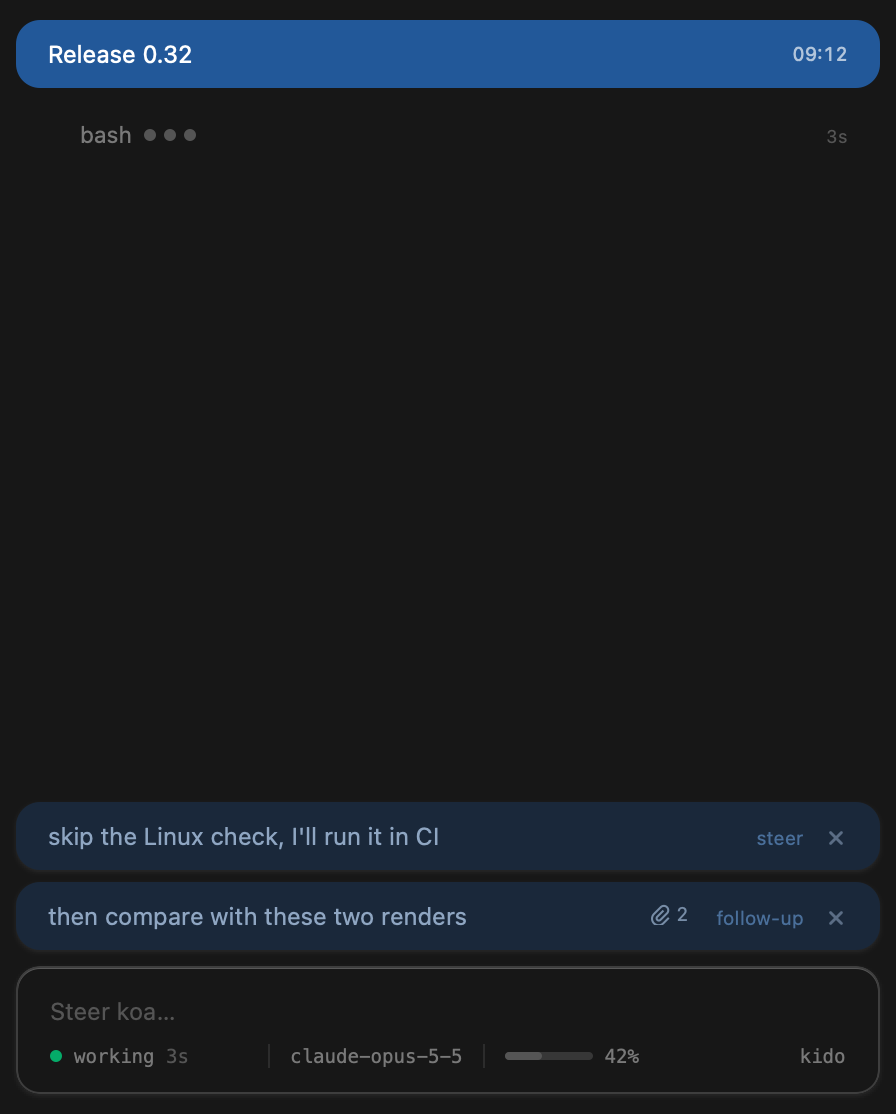 Release 0.32 09:12
bash 3s
skip the Linux check, I'll run it in CI steer
then compare with these two renders 2 follow-up
Steer koa...
working 3s claude-opus-5-5 42% kido